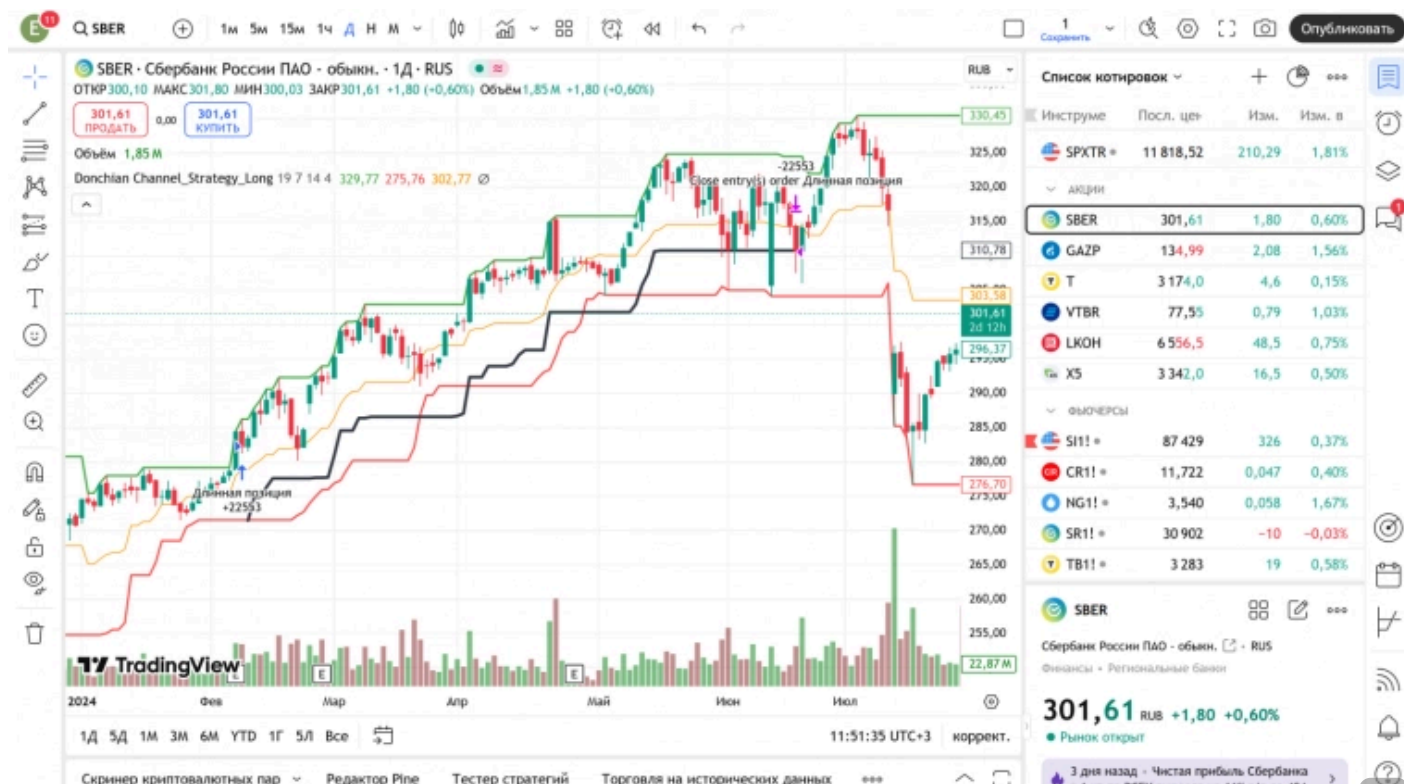 E 11 SBER 1м 5м 15м 1ч Д Н М 1 Сохранить Опубликовать
SBER · Сбербанк России ПАО - обыкн. · 1Д · RUS
ОТКР300,10 МАКС301,80 МИН300,03 ЗАКР301,61 +1,80 (+0,60%) Объём1,85 M +1,80 (+0,60%)
301,61 ПРОДАТЬ 0,00 301,61 КУПИТЬ
Объём 1,85 M
Donchian Channel_Strategy_Long 19 7 14 4 329,77 275,76 302,77 ∅
-22553
Close entry(s) order Длинная позиция
Длинная позиция
+22553
RUB
330,45
325,00
320,00
315,00
310,78
303,58
301,61
2d 12h
296,37
295,00
290,00
285,00
280,00
276,70
275,00
270,00
265,00
260,00
255,00
22,87 M
TradingView
E E E
2024 Фев Мар Апр Май Июн Июл
1Д 5Д 1М 3М 6М YTD 1Г 5Л Все 11:51:35 UTC+3 коррект.
Скринер криптовалютных пар Редактор Pine Тестер стратегий Торговля на исторических данных
Список котировок
Инструме Посл. цен Изм. Изм. в
SPXTR 11 818,52 210,29 1,81%
АКЦИИ
SBER 301,61 1,80 0,60%
GAZP 134,99 2,08 1,56%
T 3 174,0 4,6 0,15%
VTBR 77,55 0,79 1,03%
LKOH 6 556,5 48,5 0,75%
X5 3 342,0 16,5 0,50%
ФЬЮЧЕРСЫ
SI1! 87 429 326 0,37%
CR1! 11,722 0,047 0,40%
NG1! 3,540 0,058 1,67%
SR1! 30 902 −10 −0,03%
TB1! 3 283 19 0,58%
SBER
Сбербанк России ПАО - обыкн. • RUS
Финансы • Региональные банки
301,61 RUB +1,80 +0,60%
Рынок открыт
3 дня назад - Чистая прибыль Сбербанка
1